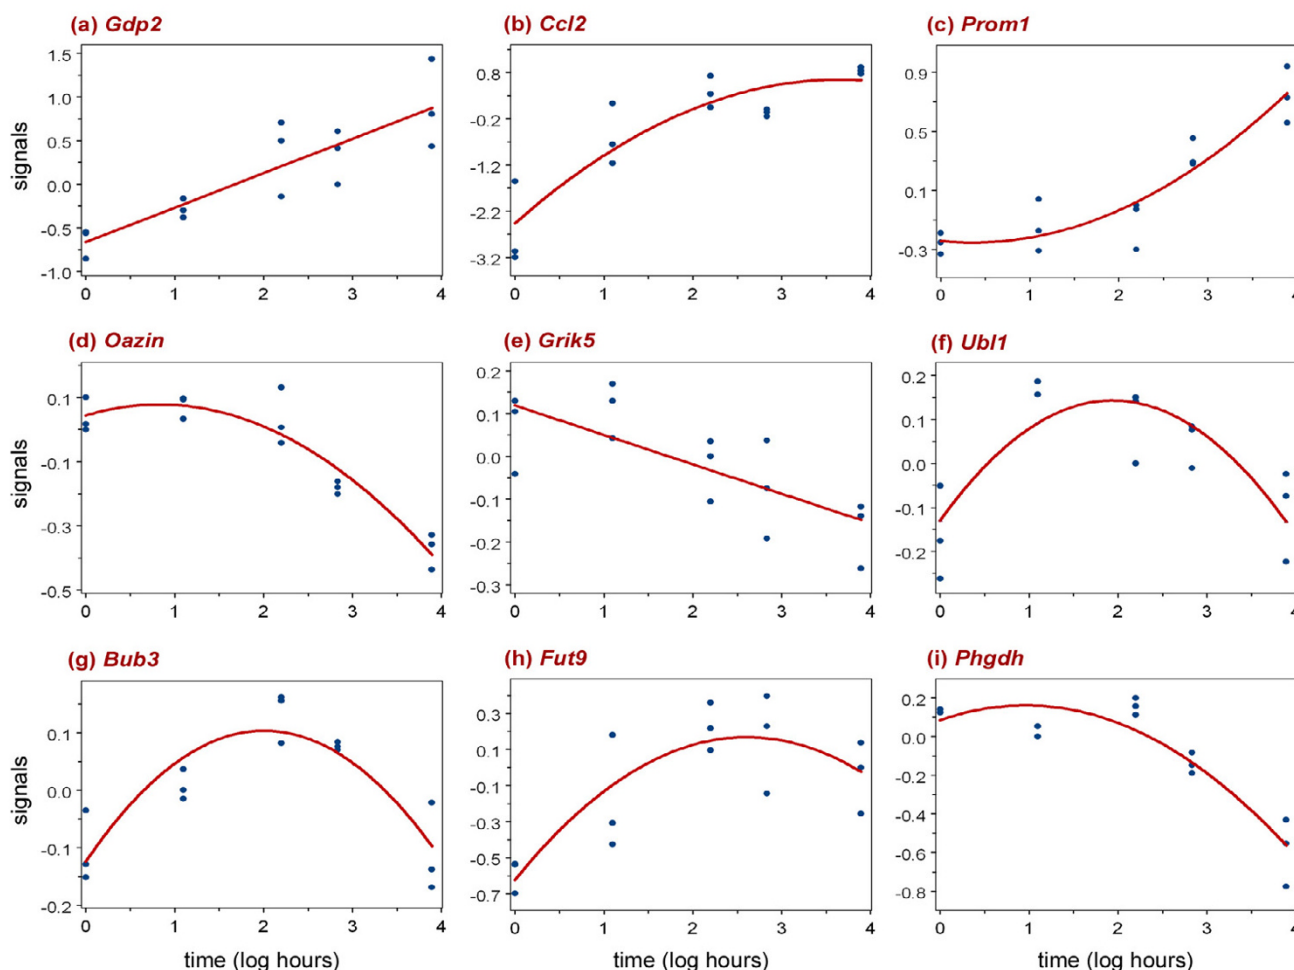 (a) Gdp2
(b) Ccl2
(c) Prom1
signals
1.5
1.0
0.5
0.0
-0.5
-1.0
0 1 2 3 4
0.8
-0.2
-1.2
-2.2
-3.2
0 1 2 3 4
0.9
0.5
0.1
-0.3
0 1 2 3 4
(d) Oazin
(e) Grik5
(f) Ubl1
signals
0.1
-0.1
-0.3
-0.5
0 1 2 3 4
0.2
0.1
0.0
-0.1
-0.2
-0.3
0 1 2 3 4
0.2
0.1
0.0
-0.1
-0.2
0 1 2 3 4
(g) Bub3
(h) Fut9
(i) Phgdh
signals
0.1
0.0
-0.1
-0.2
0 1 2 3 4
time (log hours)
0.3
0.1
-0.1
-0.3
-0.5
-0.7
0 1 2 3 4
time (log hours)
0.2
0.0
-0.2
-0.4
-0.6
-0.8
0 1 2 3 4
time (log hours)